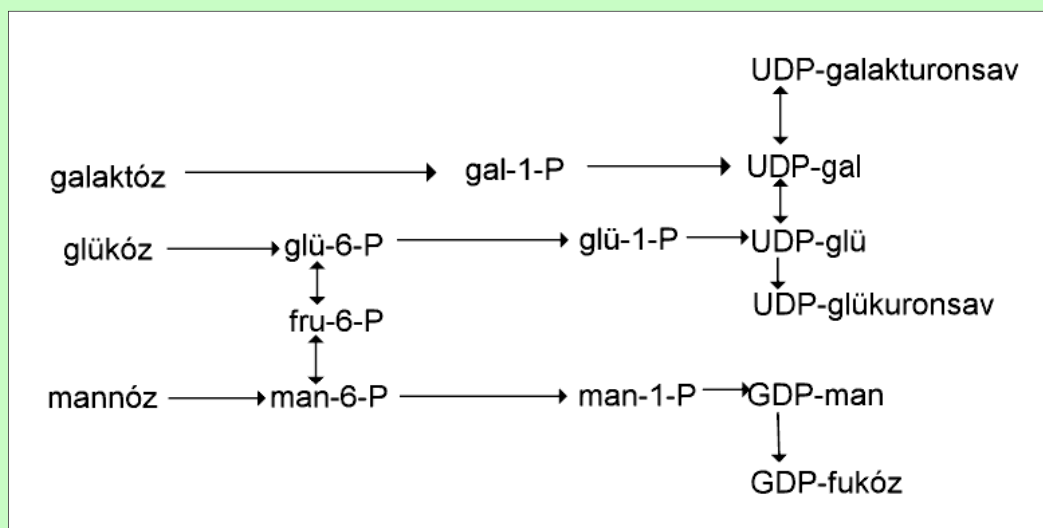 UDP-galakturonsav
galaktóz gal-1-P UDP-gal
glükóz glü-6-P glü-1-P UDP-glü
fru-6-P UDP-glükuronsav
mannóz man-6-P man-1-P GDP-man
GDP-fukóz